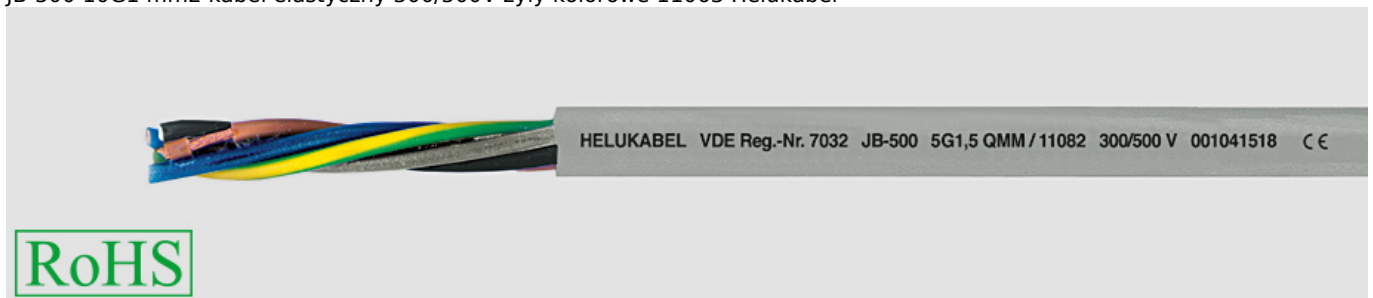 HELUKABEL VDE Reg.-Nr. 7032 JB-500 5G1,5 QMM / 11082 300/500 V 001041518 CE
RoHS